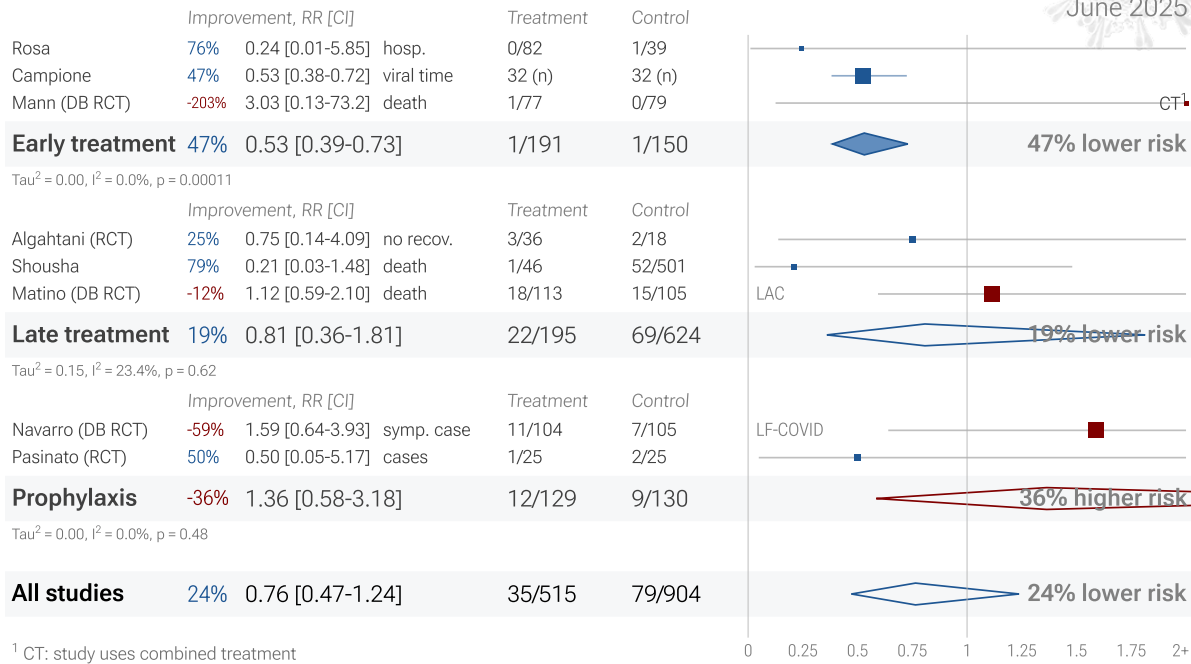 June 2025
Improvement, RR [CI] Treatment Control
Rosa 76% 0.24 [0.01-5.85] hosp. 0/82 1/39
Campione 47% 0.53 [0.38-0.72] viral time 32 (n) 32 (n)
Mann (DB RCT) -203% 3.03 [0.13-73.2] death 1/77 0/79 CT¹
Early treatment 47% 0.53 [0.39-0.73] 1/191 1/150 47% lower risk
Tau² = 0.00, I² = 0.0%, p = 0.00011
Improvement, RR [CI] Treatment Control
Algahtani (RCT) 25% 0.75 [0.14-4.09] no recov. 3/36 2/18
Shousha 79% 0.21 [0.03-1.48] death 1/46 52/501
Matino (DB RCT) -12% 1.12 [0.59-2.10] death 18/113 15/105 LAC
Late treatment 19% 0.81 [0.36-1.81] 22/195 69/624 19% lower risk
Tau² = 0.15, I² = 23.4%, p = 0.62
Improvement, RR [CI] Treatment Control
Navarro (DB RCT) -59% 1.59 [0.64-3.93] symp. case 11/104 7/105 LF-COVID
Pasinato (RCT) 50% 0.50 [0.05-5.17] cases 1/25 2/25
Prophylaxis -36% 1.36 [0.58-3.18] 12/129 9/130 36% higher risk
Tau² = 0.00, I² = 0.0%, p = 0.48
All studies 24% 0.76 [0.47-1.24] 35/515 79/904 24% lower risk
¹ CT: study uses combined treatment 0 0.25 0.5 0.75 1 1.25 1.5 1.75 2+